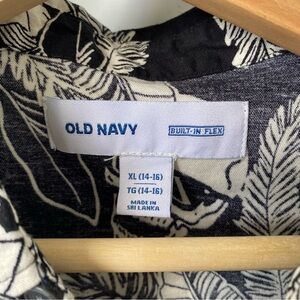 OLD NAVY
BUILT-IN FLEX
XL (14-16)
TG (14-16)
MADE IN
SRI LANKA